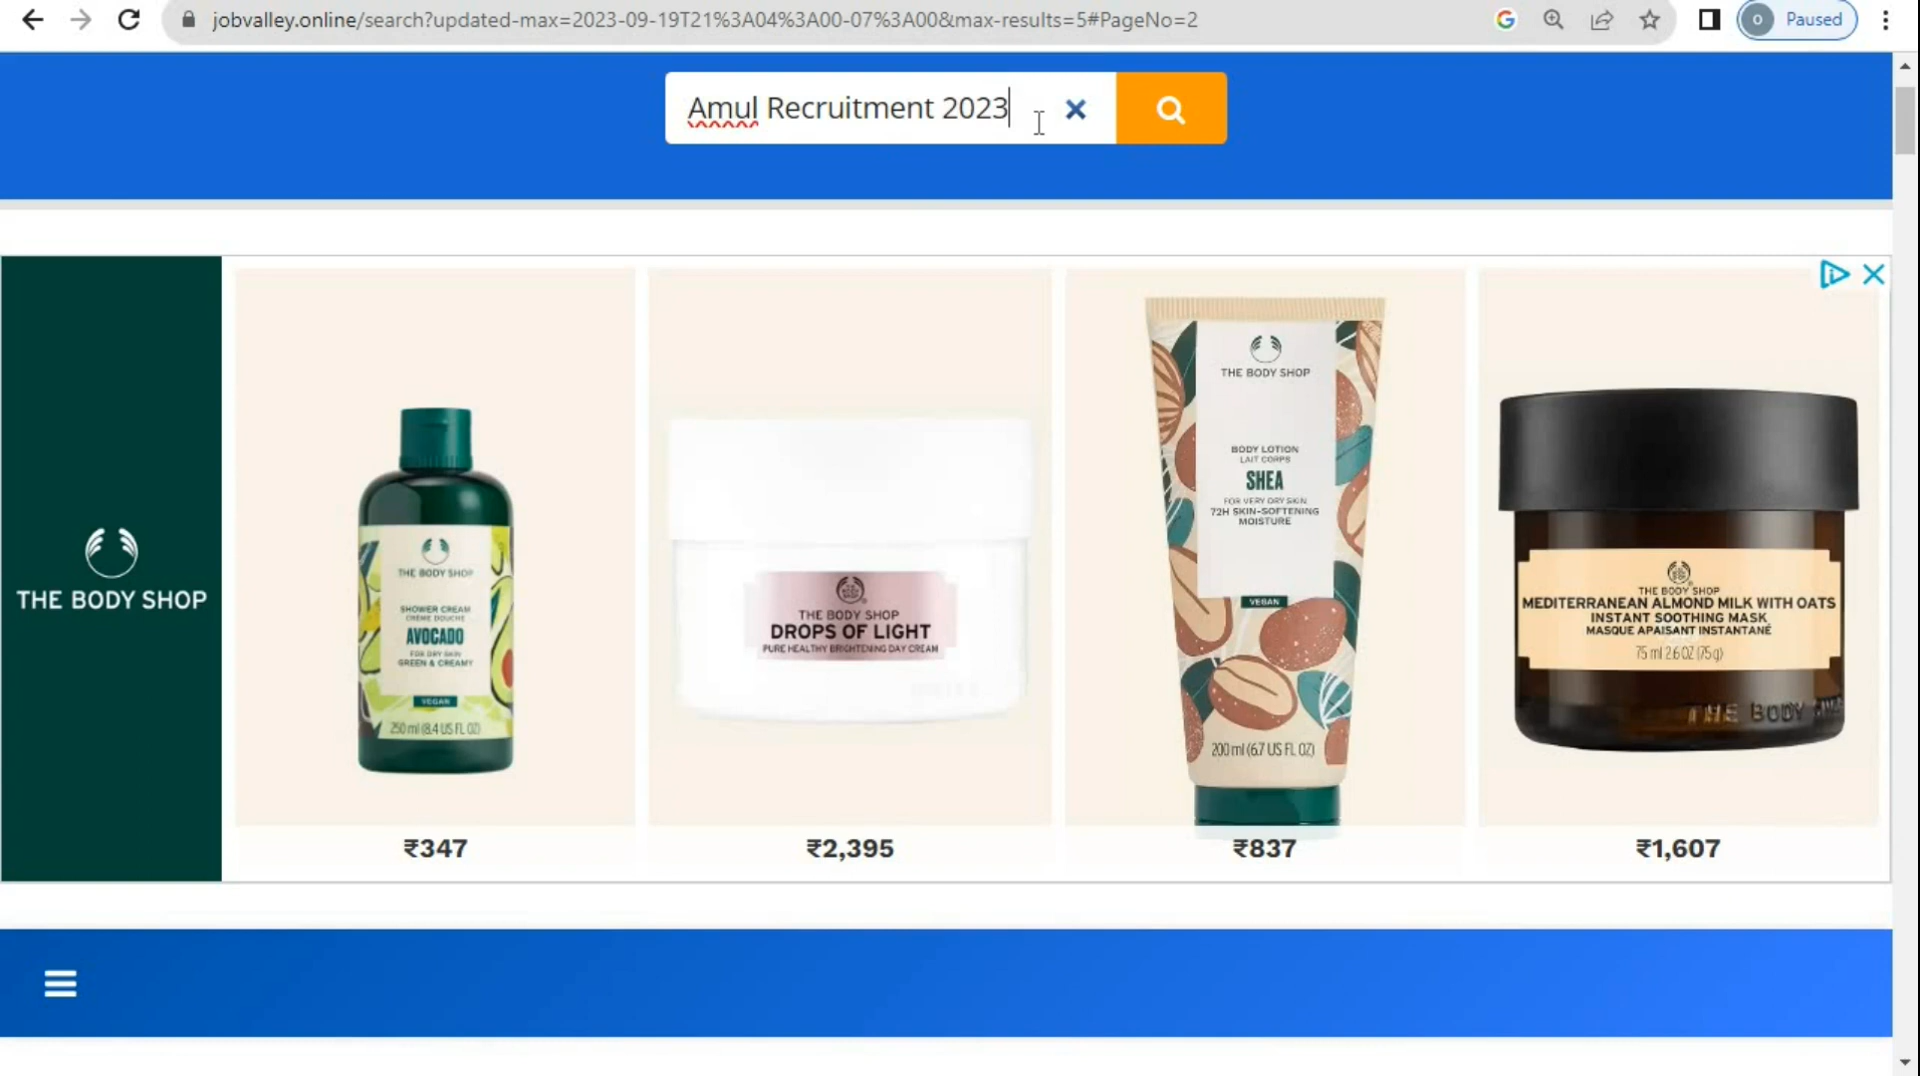 jobvalley.online/search?updated-max=2023-09-19T21%3A04%3A00-07%3A00&max-results=5#PageNo=2
Paused
Amul Recruitment 2023
THE BODY SHOP
THE BODY SHOP
SHOWER CREAM
CRÈME DOUCHE
AVOCADO
FOR DRY SKIN
GREEN & CREAMY
VEGAN
250 ml (8.4 US FL OZ)
₹347
THE BODY SHOP
DROPS OF LIGHT
PURE HEALTHY BRIGHTENING DAY CREAM
₹2,395
THE BODY SHOP
BODY LOTION
LAIT CORPS
SHEA
FOR VERY DRY SKIN
72H SKIN-SOFTENING
MOISTURE
VEGAN
200 ml (6.7 US FL OZ)
₹837
THE BODY SHOP
MEDITERRANEAN ALMOND MILK WITH OATS
INSTANT SOOTHING MASK
MASQUE APAISANT INSTANTANÉ
75 ml 2.6 OZ (75 g)
THE BODY
₹1,607